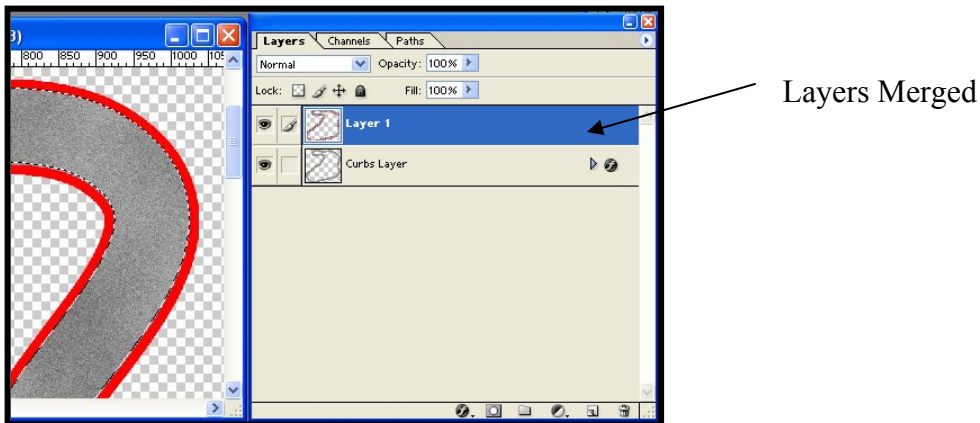 3)
800 850 900 950 1000 105
Layers Channels Paths
Normal Opacity: 100%
Lock: Fill: 100%
Layer 1
Curbs Layer
Layers Merged